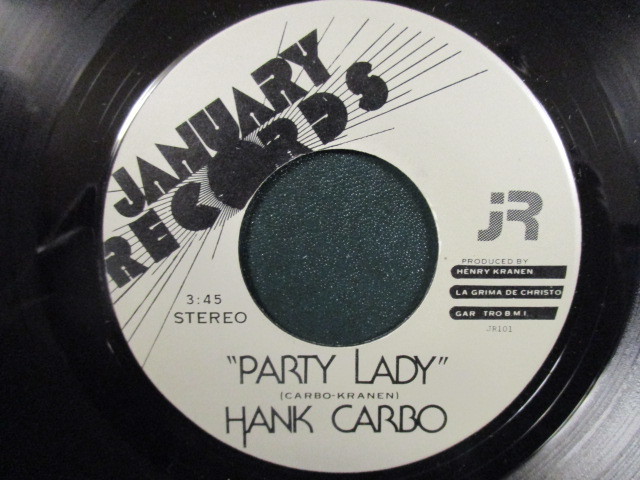 JANUARY
RECORDS
JR
PRODUCED BY
HENRY KRANEN
LA GRIMA DE CHRISTO
GAR TRO B.M.I.
JR101
3:45
STEREO
"PARTY LADY"
(CARBO-KRANEN)
HANK CARBO